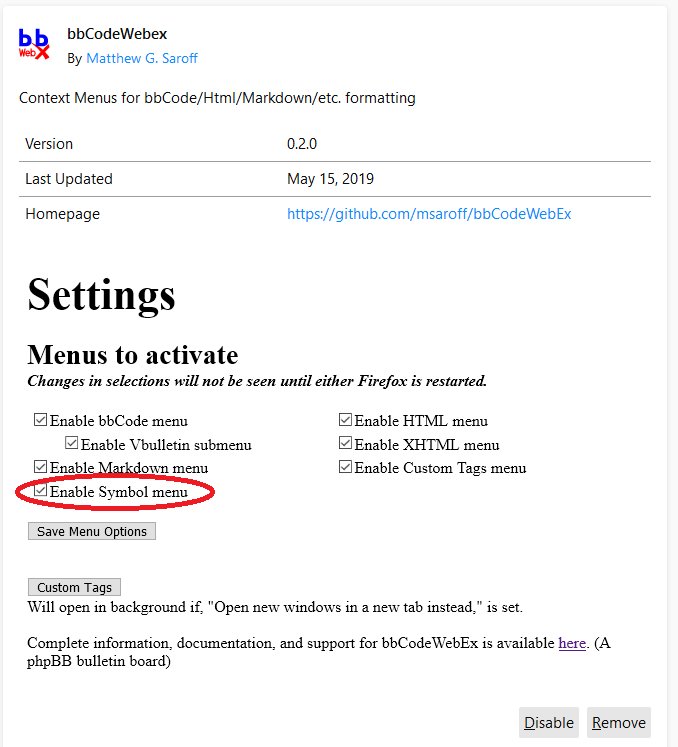 bb
WebX
bbCodeWebex
By Matthew G. Saroff
Context Menus for bbCode/Html/Markdown/etc. formatting
Version 0.2.0
Last Updated May 15, 2019
Homepage https://github.com/msaroff/bbCodeWebEx
Settings
Menus to activate
Changes in selections will not be seen until either Firefox is restarted.
Enable bbCode menu Enable HTML menu
Enable Vbulletin submenu Enable XHTML menu
Enable Markdown menu Enable Custom Tags menu
Enable Symbol menu
Save Menu Options
Custom Tags
Will open in background if, "Open new windows in a new tab instead," is set.
Complete information, documentation, and support for bbCodeWebEx is available here. (A
phpBB bulletin board)
Disable Remove